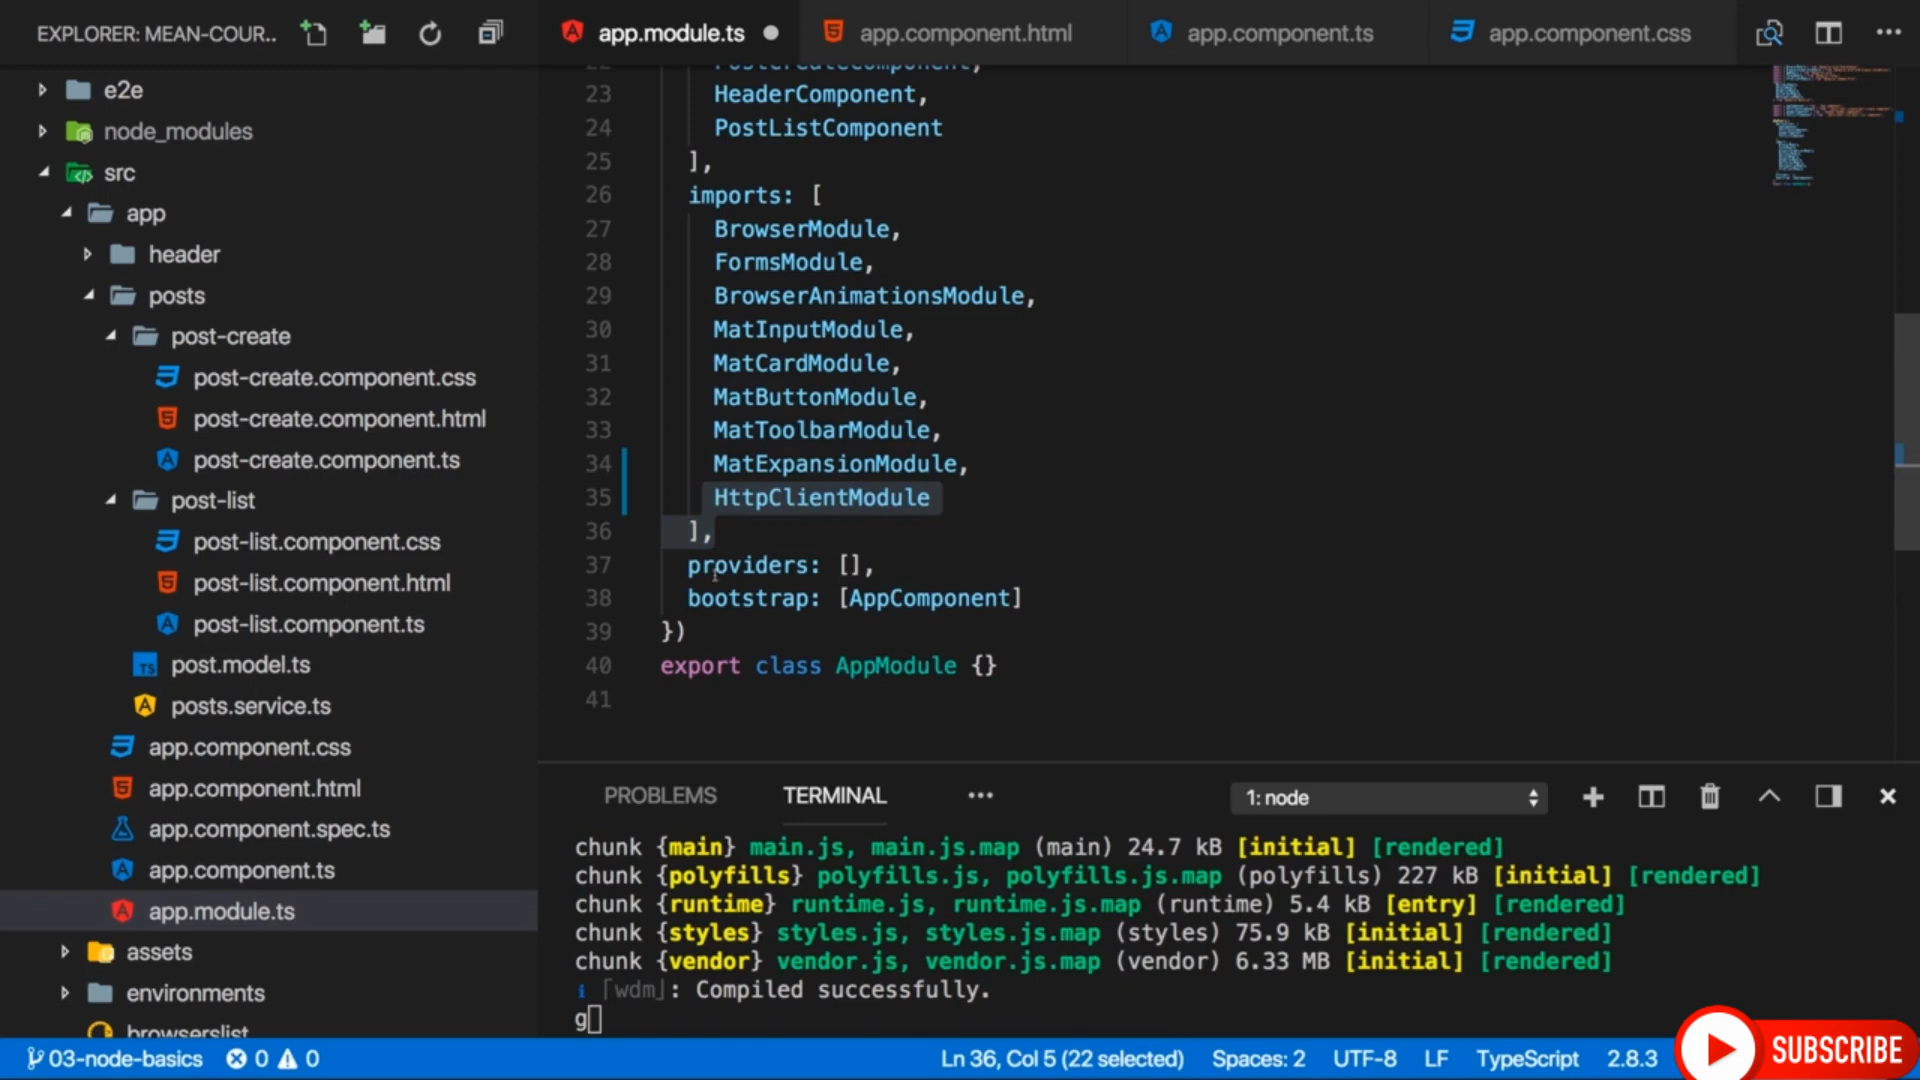 EXPLORER: MEAN-COUR..
app.module.ts
app.component.html
app.component.ts
app.component.css
e2e
node_modules
src
app
header
posts
post-create
post-create.component.css
post-create.component.html
post-create.component.ts
post-list
post-list.component.css
post-list.component.html
post-list.component.ts
TS post.model.ts
posts.service.ts
app.component.css
app.component.html
app.component.spec.ts
app.component.ts
app.module.ts
assets
environments
browserslist
22 PostCreateComponent,
23 HeaderComponent,
24 PostListComponent
25 ],
26 imports: [
27 BrowserModule,
28 FormsModule,
29 BrowserAnimationsModule,
30 MatInputModule,
31 MatCardModule,
32 MatButtonModule,
33 MatToolbarModule,
34 MatExpansionModule,
35 HttpClientModule
36 ],
37 providers: [],
38 bootstrap: [AppComponent]
39 })
40 export class AppModule {}
41
PROBLEMS TERMINAL ••• 1: node
chunk {main} main.js, main.js.map (main) 24.7 kB [initial] [rendered]
chunk {polyfills} polyfills.js, polyfills.js.map (polyfills) 227 kB [initial] [rendered]
chunk {runtime} runtime.js, runtime.js.map (runtime) 5.4 kB [entry] [rendered]
chunk {styles} styles.js, styles.js.map (styles) 75.9 kB [initial] [rendered]
chunk {vendor} vendor.js, vendor.js.map (vendor) 6.33 MB [initial] [rendered]
i ｢wdm｣: Compiled successfully.
g
03-node-basics 0 0 Ln 36, Col 5 (22 selected) Spaces: 2 UTF-8 LF TypeScript 2.8.3
SUBSCRIBE